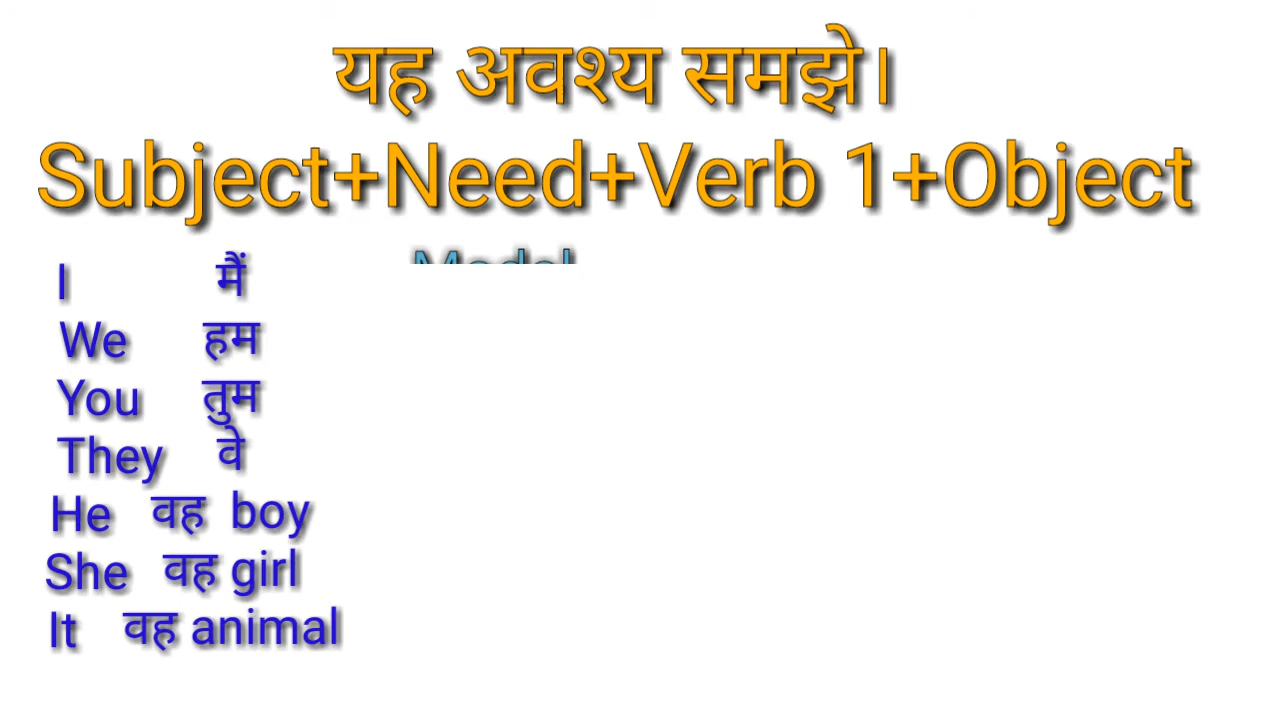 यह अवश्य समझे।
Subject+Need+Verb 1+Object
I मैं
We हम
You तुम
They वे
He वह boy
She वह girl
It वह animal